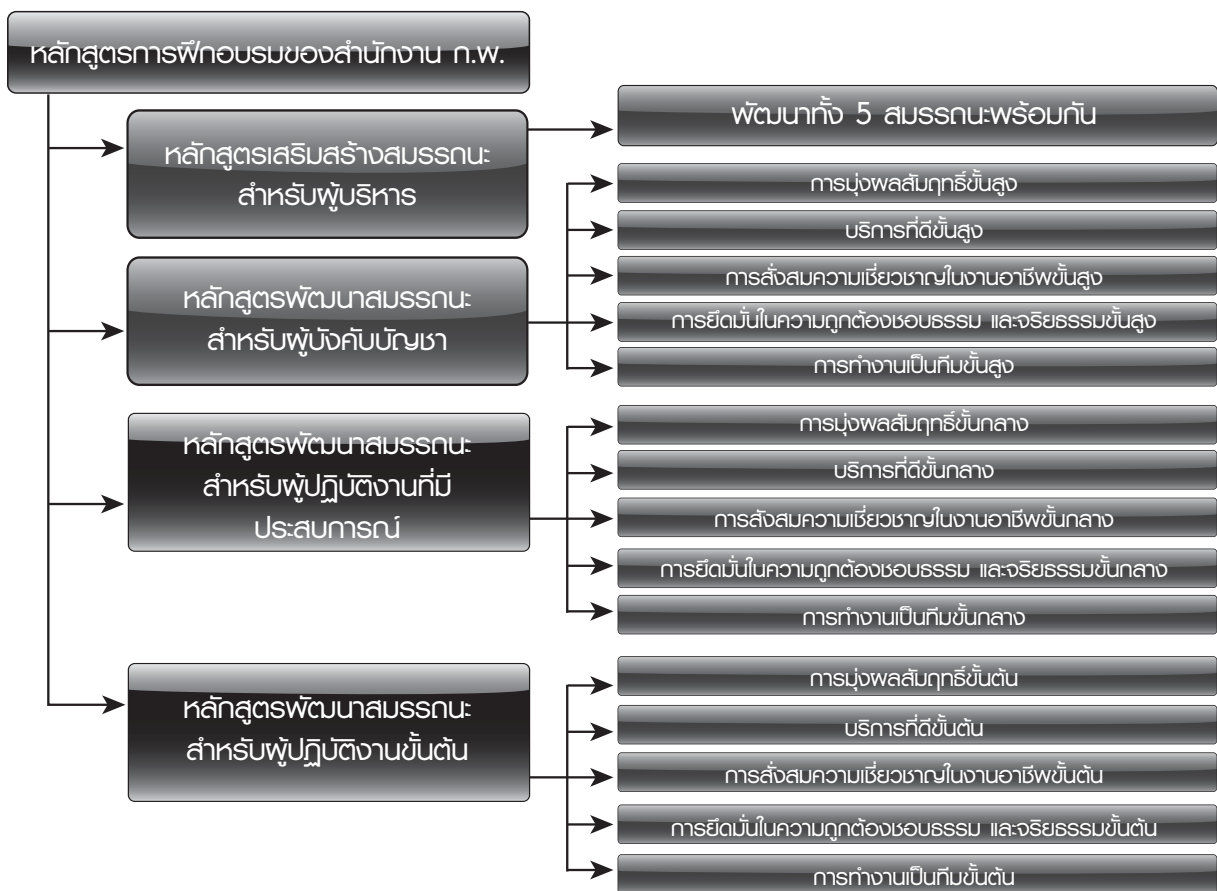 หลักสูตรการฝึกอบรมของสำนักงาน ก.พ.
หลักสูตรเสริมสร้างสมรรถนะ
สำหรับผู้บริหาร
พัฒนาทั้ง 5 สมรรถนะพร้อมกัน
หลักสูตรพัฒนาสมรรถนะ
สำหรับผู้บังคับบัญชา
การมุ่งผลสัมฤทธิ์ขั้นสูง
บริการที่ดีขั้นสูง
การสั่งสมความเชี่ยวชาญในงานอาชีพขั้นสูง
การยึดมั่นในความถูกต้องชอบธรรม และจริยธรรมขั้นสูง
การทำงานเป็นทีมขั้นสูง
หลักสูตรพัฒนาสมรรถนะ
สำหรับผู้ปฏิบัติงานที่มี
ประสบการณ์
การมุ่งผลสัมฤทธิ์ขั้นกลาง
บริการที่ดีขั้นกลาง
การสั่งสมความเชี่ยวชาญในงานอาชีพขั้นกลาง
การยึดมั่นในความถูกต้องชอบธรรม และจริยธรรมขั้นกลาง
การทำงานเป็นทีมขั้นกลาง
หลักสูตรพัฒนาสมรรถนะ
สำหรับผู้ปฏิบัติงานขั้นต้น
การมุ่งผลสัมฤทธิ์ขั้นต้น
บริการที่ดีขั้นต้น
การสั่งสมความเชี่ยวชาญในงานอาชีพขั้นต้น
การยึดมั่นในความถูกต้องชอบธรรม และจริยธรรมขั้นต้น
การทำงานเป็นทีมขั้นต้น